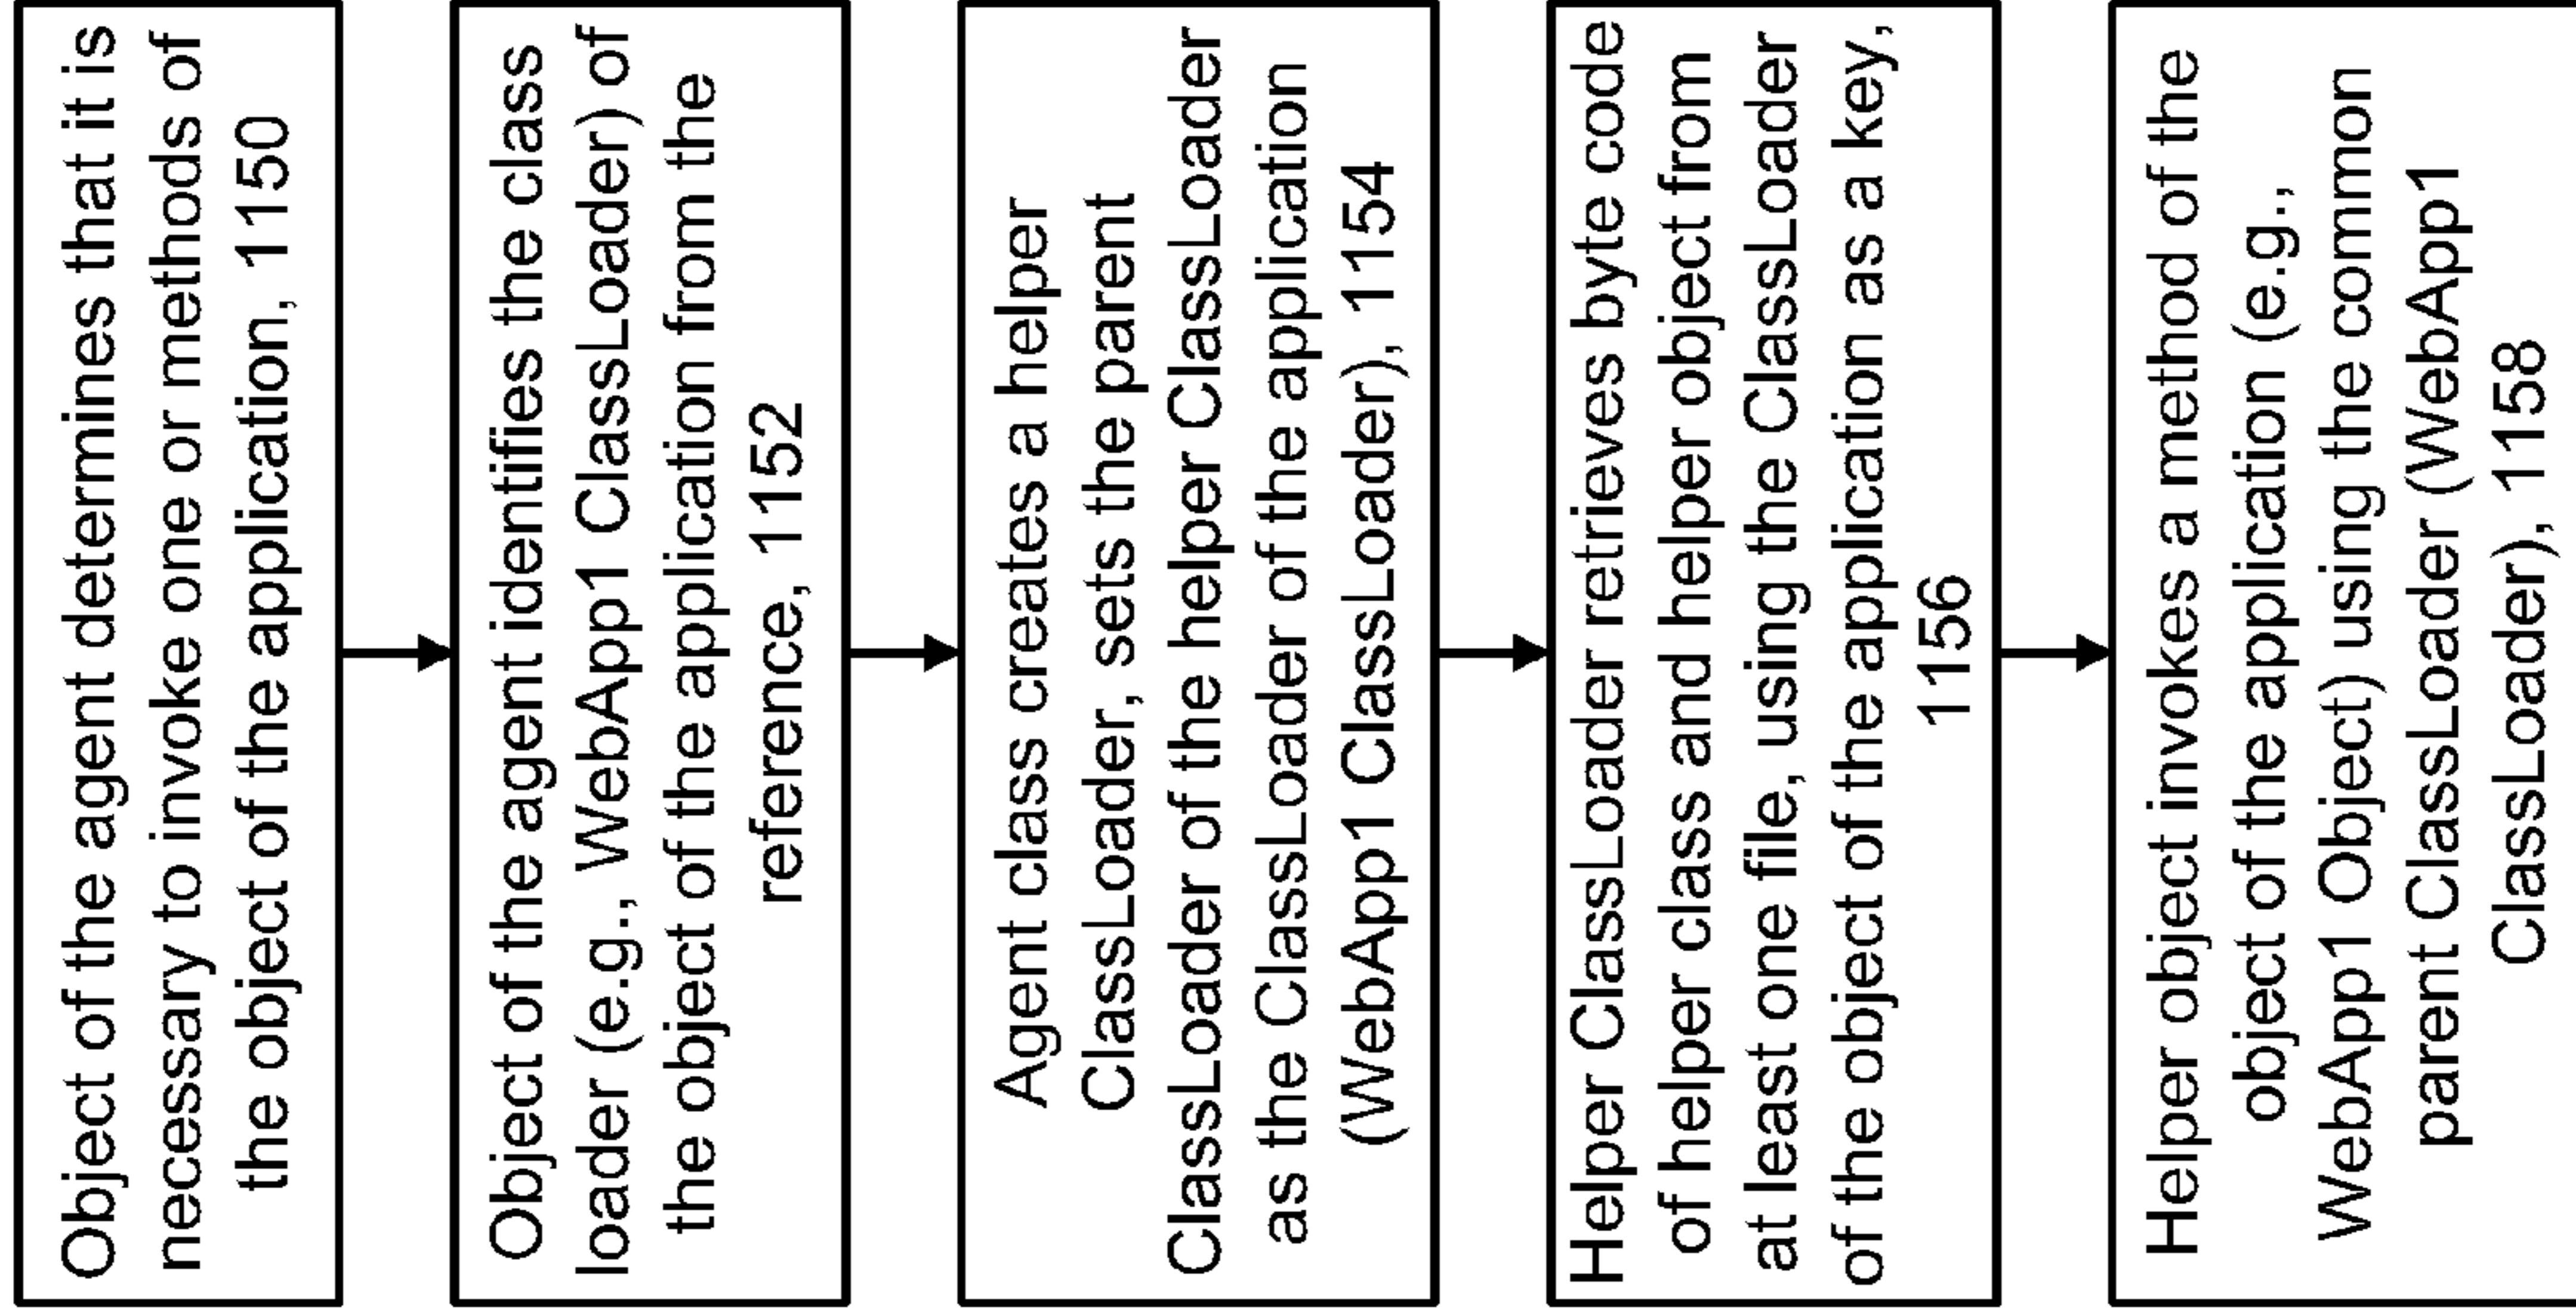 Object of the agent determines that it is
necessary to invoke one or methods of
the object of the application, 1150
Object of the agent identifies the class
loader (e.g., WebApp1 ClassLoader) of
the object of the application from the
reference, 1152
Agent class creates a helper
ClassLoader, sets the parent
ClassLoader of the helper ClassLoader
as the ClassLoader of the application
(WebApp1 ClassLoader), 1154
Helper ClassLoader retrieves byte code
of helper class and helper object from
at least one file, using the ClassLoader
of the object of the application as a key,
1156
Helper object invokes a method of the
object of the application (e.g.,
WebApp1 Object) using the common
parent ClassLoader (WebApp1
ClassLoader), 1158